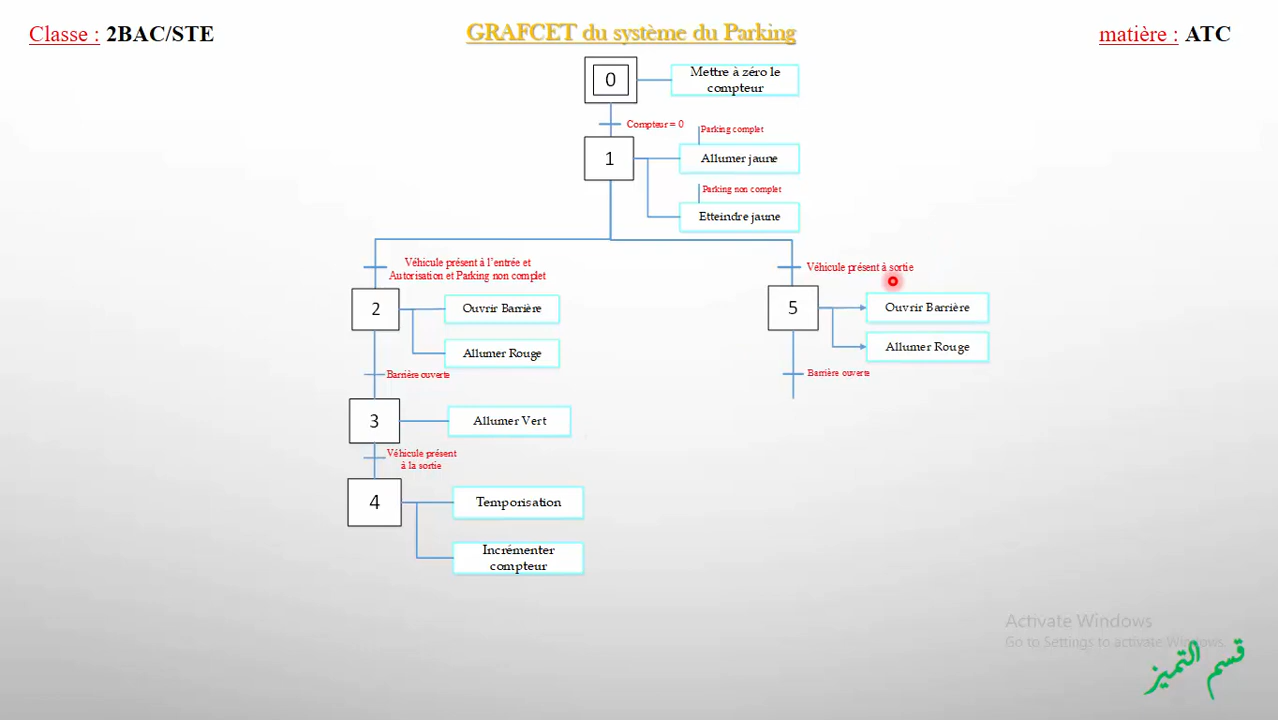 Classe : 2BAC/STE
GRAFCET du système du Parking
matière : ATC
0
Mettre à zéro le
compteur
Compteur = 0
Parking complet
1
Allumer jaune
Parking non complet
Etteindre jaune
Véhicule présent à l'entrée et
Autorisation et Parking non complet
2
Ouvrir Barrière
Allumer Rouge
Barrière ouverte
3
Allumer Vert
Véhicule présent
à la sortie
4
Temporisation
Incrémenter
compteur
Véhicule présent à sortie
5
Ouvrir Barrière
Allumer Rouge
Barrière ouverte
Activate Windows
Go to Settings to activate Windows.
قسم التميز